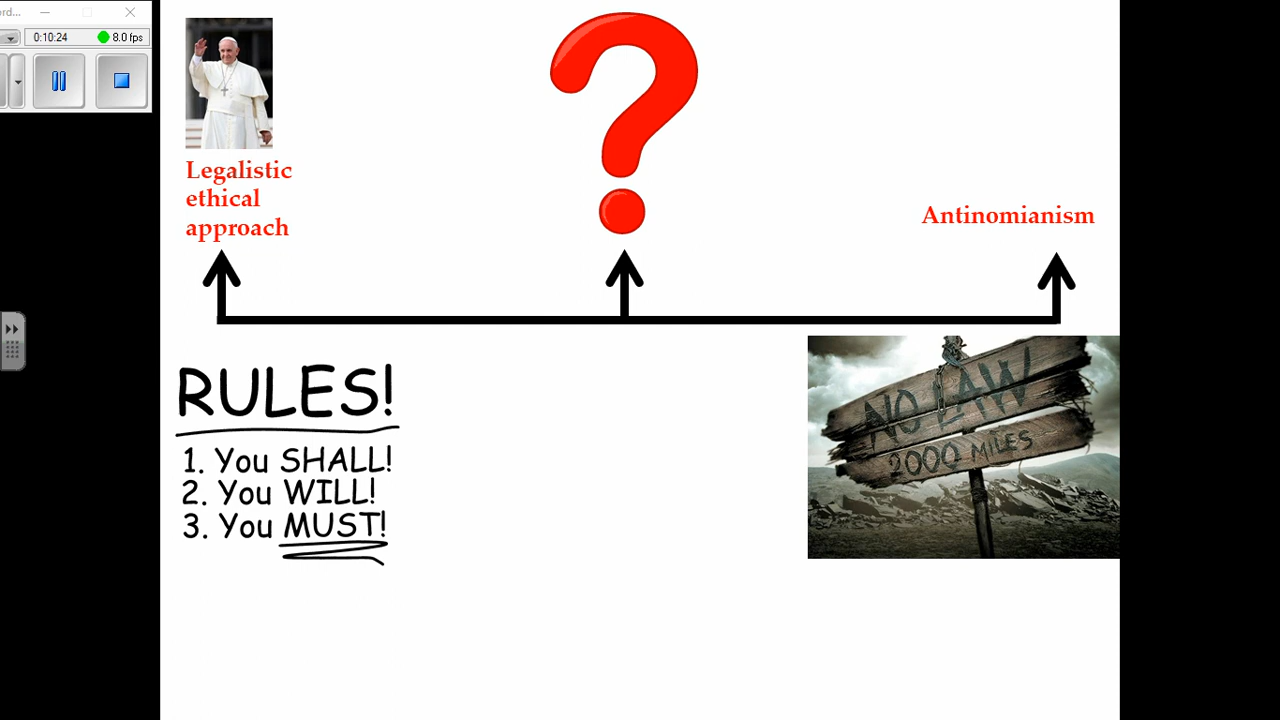 ord...
0:10:24
8.0 fps
Legalistic
ethical
approach
?
Antinomianism
RULES!
1. You SHALL!
2. You WILL!
3. You MUST!
NO LAW
2000 MILES